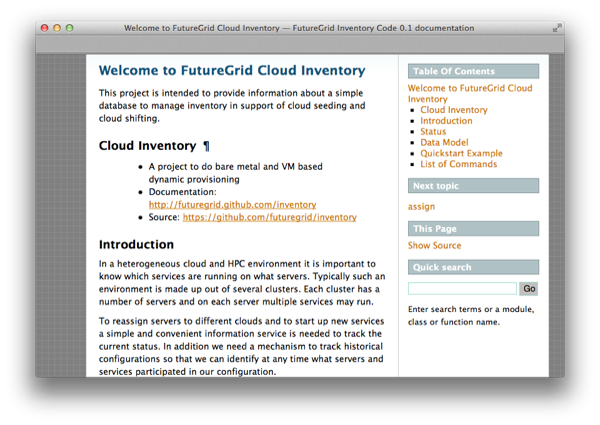 Welcome to FutureGrid Cloud Inventory — FutureGrid Inventory Code 0.1 documentation
Welcome to FutureGrid Cloud Inventory
This project is intended to provide information about a simple
database to manage inventory in support of cloud seeding and
cloud shifting.
Cloud Inventory ¶
• A project to do bare metal and VM based
dynamic provisioning
• Documentation:
http://futuregrid.github.com/inventory
• Source: https://github.com/futuregrid/inventory
Introduction
In a heterogeneous cloud and HPC environment it is important to
know which services are running on what servers. Typically such an
environment is made up out of several clusters. Each cluster has a
number of servers and on each server multiple services may run.
To reassign servers to different clouds and to start up new services
a simple and convenient information service is needed to track the
current status. In addition we need a mechanism to track historical
configurations so that we can identify at any time what servers and
services participated in our configuration.
Table Of Contents
Welcome to FutureGrid Cloud
Inventory
▪ Cloud Inventory
▪ Introduction
▪ Status
▪ Data Model
▪ Quickstart Example
▪ List of Commands
Next topic
assign
This Page
Show Source
Quick search
Go
Enter search terms or a module,
class or function name.